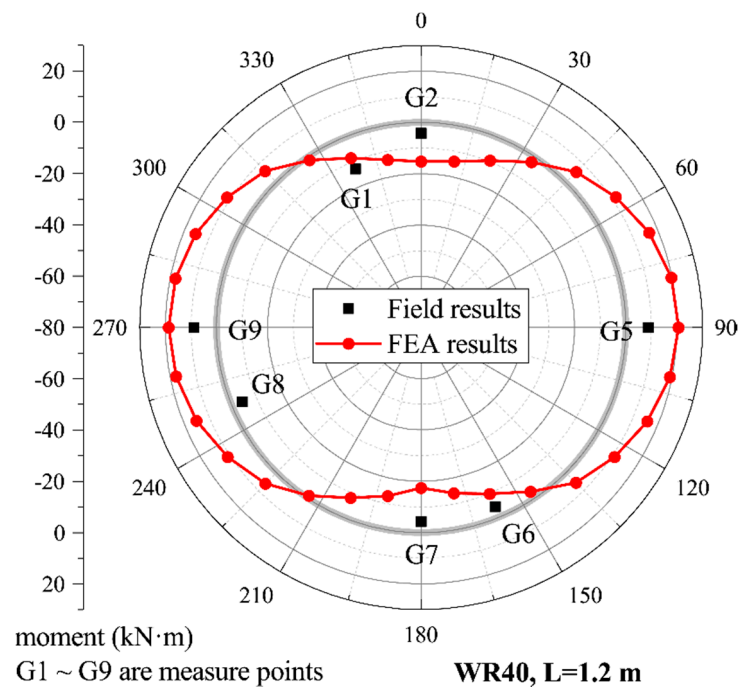 0
330
30
20
G2
0
-20
300
60
G1
-40
-60
Field results
270
-80
G9
G5
90
FEA results
-60
G8
-40
240
120
-20
G6
0
G7
20
210
150
180
moment (kN·m)
G1 ~ G9 are measure points
WR40, L=1.2 m